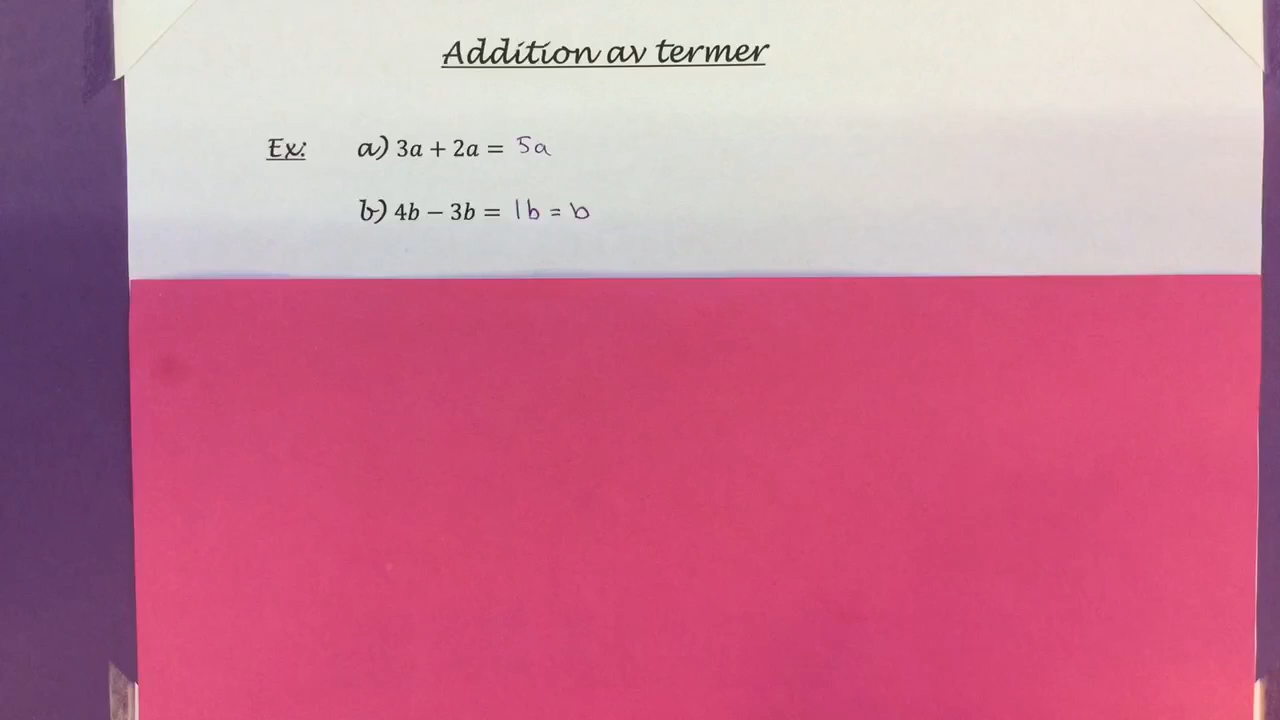 Addition av termer
Ex: a) 3a + 2a = 5a
b) 4b − 3b = 1b = b